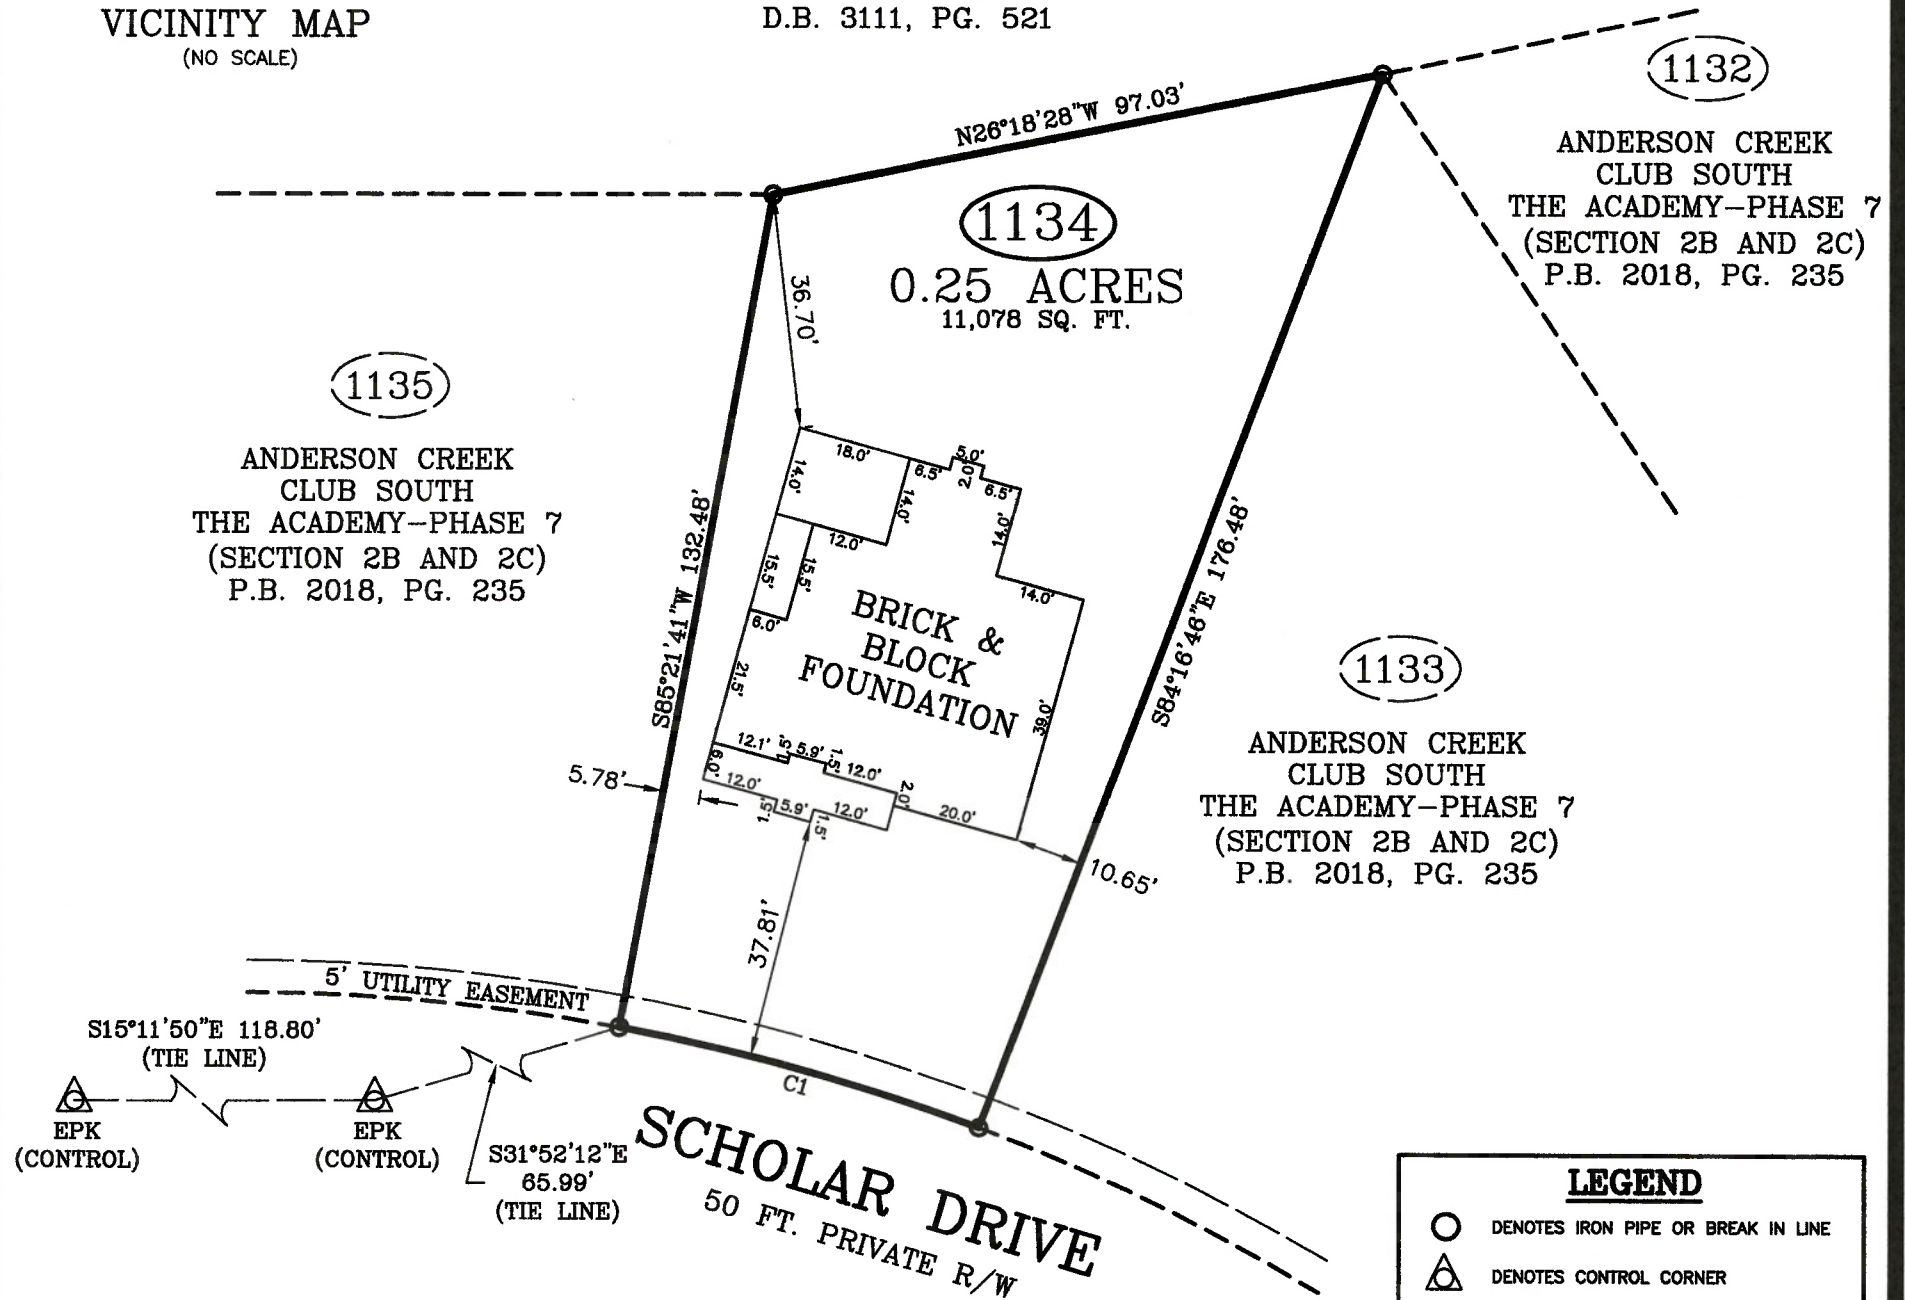 VICINITY MAP
(NO SCALE)
D.B. 3111, PG. 521
N26°18'28"W 97.03'
1132
ANDERSON CREEK
CLUB SOUTH
THE ACADEMY-PHASE 7
(SECTION 2B AND 2C)
P.B. 2018, PG. 235
1134
0.25 ACRES
11,078 SQ. FT.
36.70'
1135
ANDERSON CREEK
CLUB SOUTH
THE ACADEMY-PHASE 7
(SECTION 2B AND 2C)
P.B. 2018, PG. 235
S85°21'41"W 132.48'
S84°16'46"E 176.48'
18.0'
6.5'
5.0'
2.0'
6.5'
14.0'
14.0'
14.0'
12.0'
14.0'
15.5'
15.5'
6.0'
21.5'
39.0'
BRICK &
BLOCK
FOUNDATION
1133
ANDERSON CREEK
CLUB SOUTH
THE ACADEMY-PHASE 7
(SECTION 2B AND 2C)
P.B. 2018, PG. 235
12.1'
1.5'
5.9'
1.5'
12.0'
2.0'
6.0'
12.0'
1.5'
5.9'
1.5'
12.0'
20.0'
5.78'
10.65'
37.81'
5' UTILITY EASEMENT
S15°11'50"E 118.80'
(TIE LINE)
EPK
(CONTROL)
EPK
(CONTROL)
S31°52'12"E
65.99'
(TIE LINE)
C1
SCHOLAR DRIVE
50 FT. PRIVATE R/W
LEGEND
DENOTES IRON PIPE OR BREAK IN LINE
DENOTES CONTROL CORNER